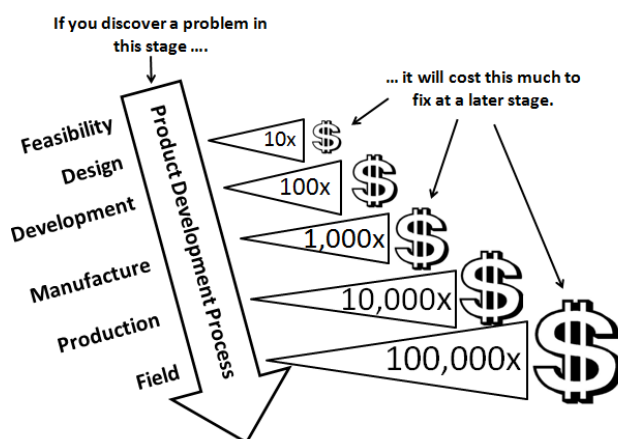 If you discover a problem in
this stage ....
... it will cost this much to
fix at a later stage.
Feasibility
Design
Development
Manufacture
Production
Field
Product Development Process
10x $
100x $
1,000x $
10,000x $
100,000x $